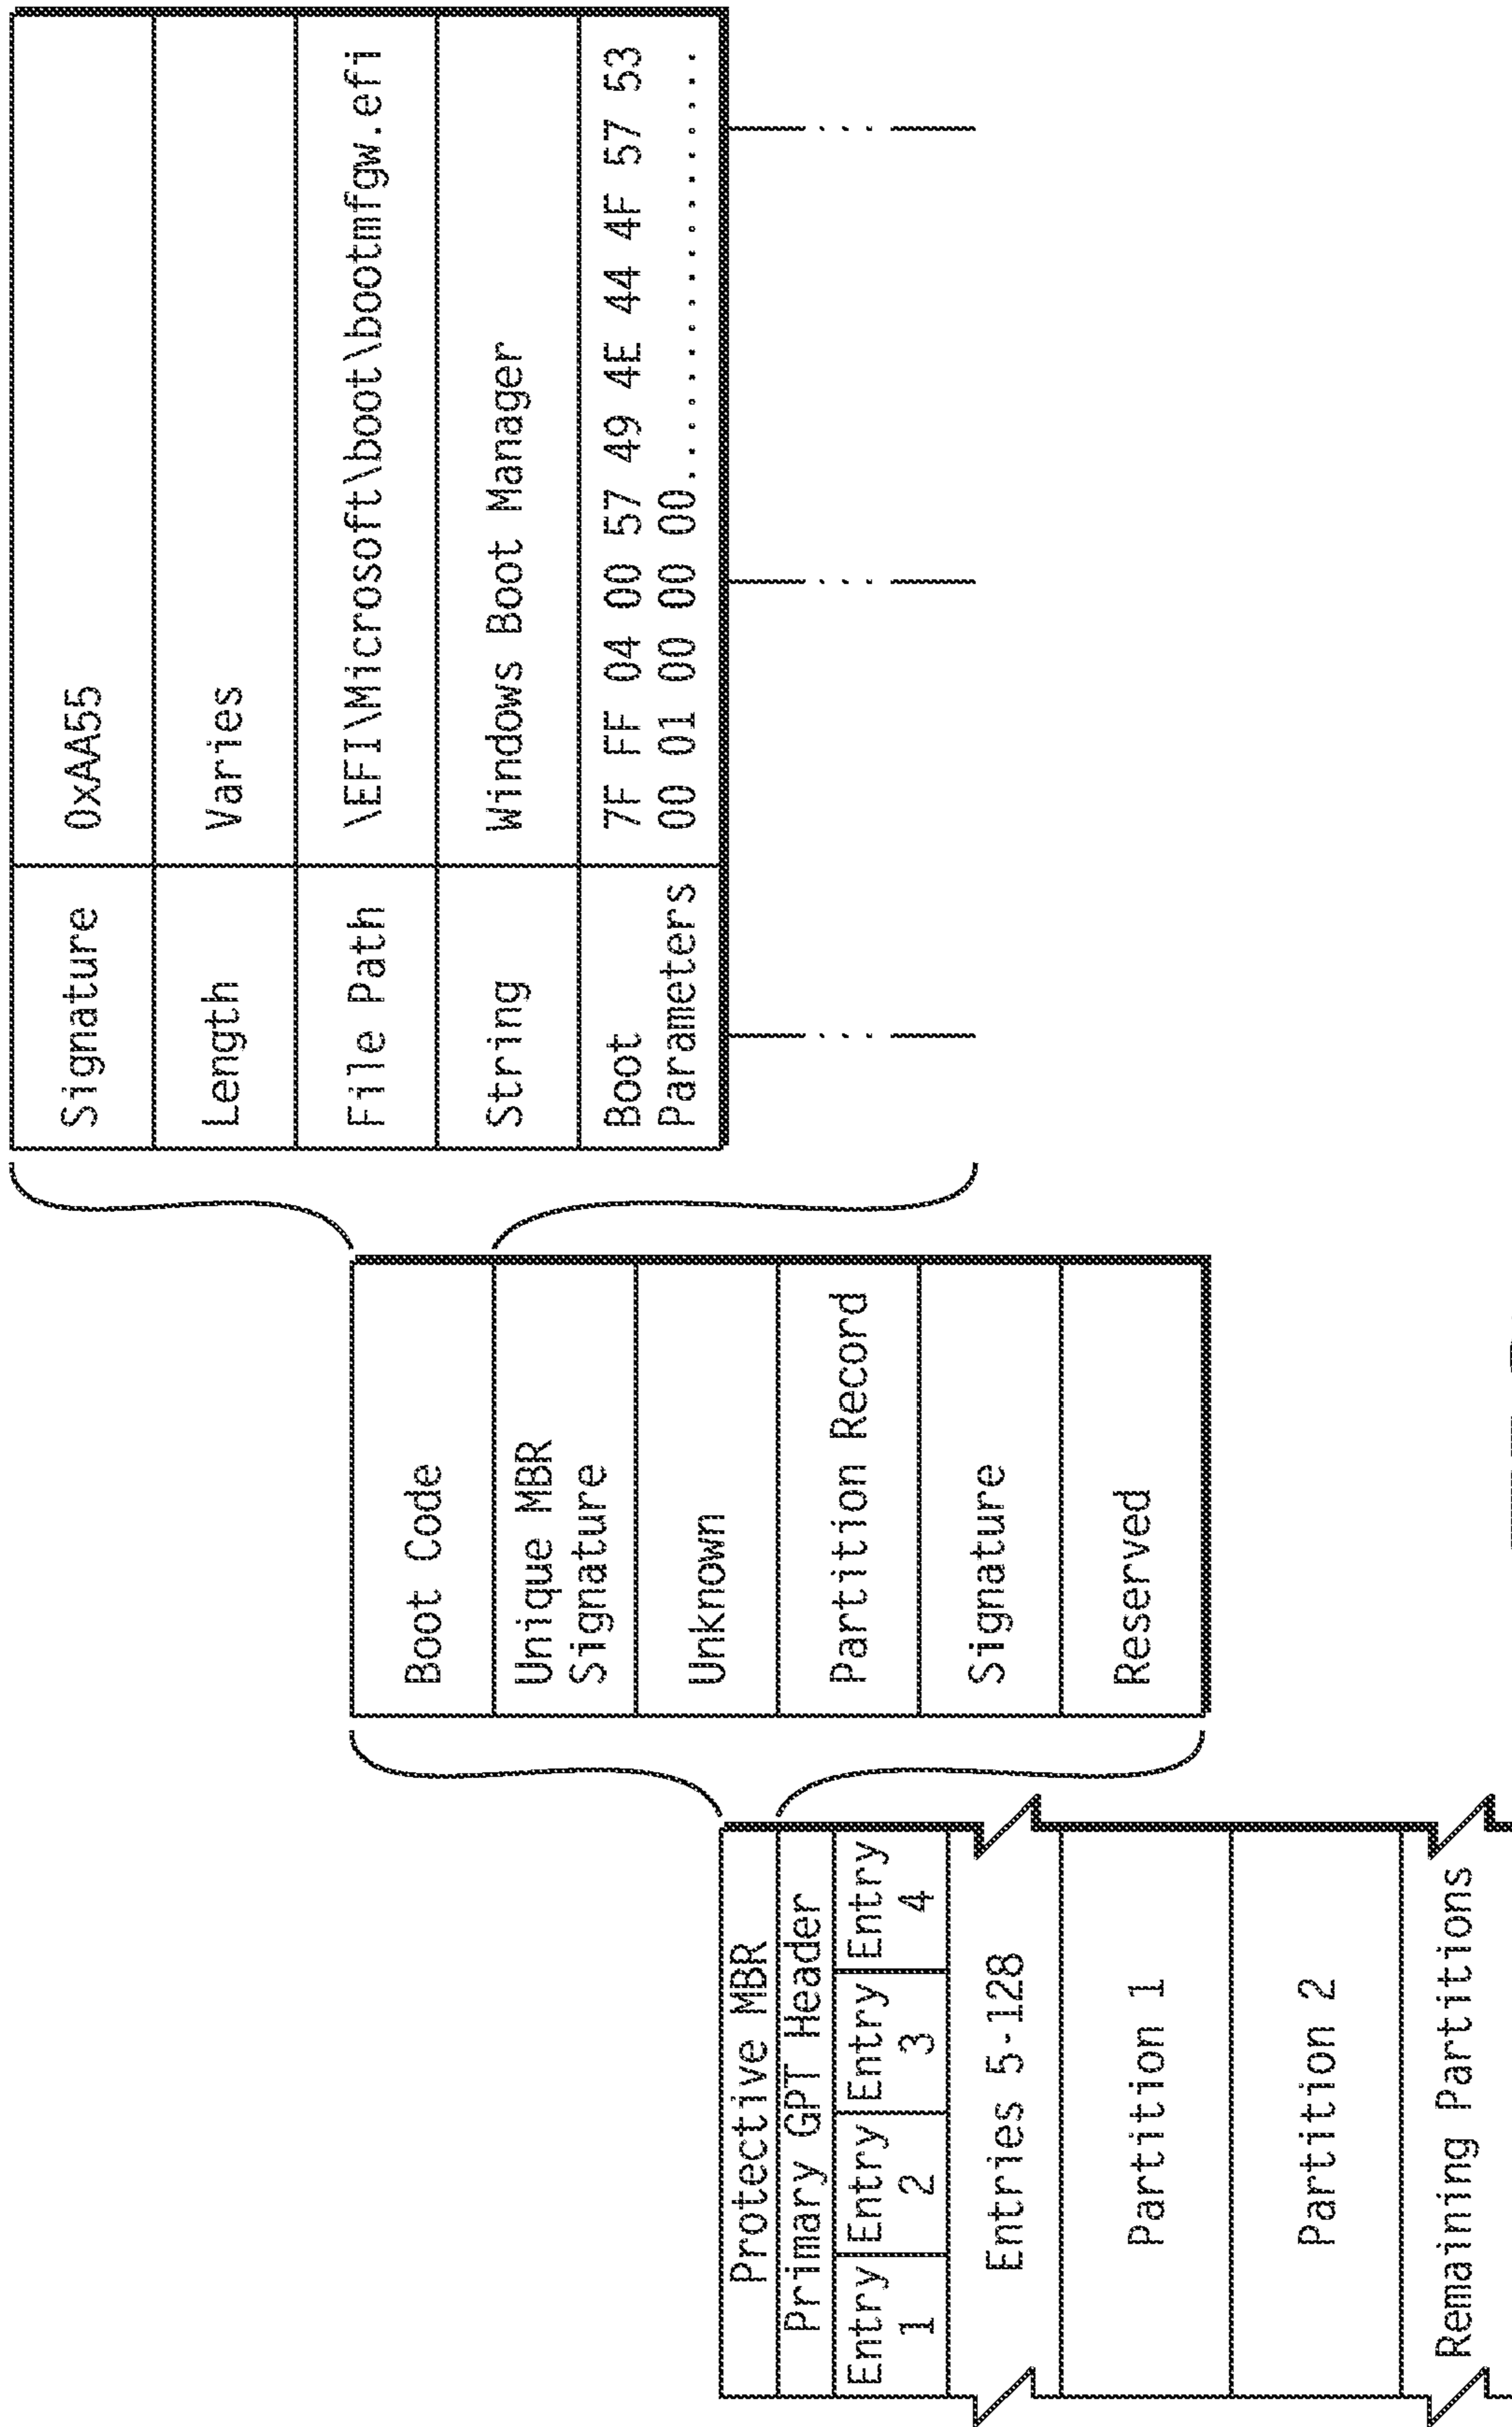 Protective MBR
Primary GPT Header
Entry 1
Entry 2
Entry 3
Entry 4
Entries 5-128
Partition 1
Partition 2
Remaining Partitions
Boot Code
Unique MBR
Signature
Unknown
Partition Record
Signature
Reserved
Signature 0xAA55
Length Varies
File Path \EFI\Microsoft\boot\bootmfgw.efi
String Windows Boot Manager
Boot Parameters
7F FF 04 00 57 49 4E 44 4F 57 53
00 01 00 00 00....................